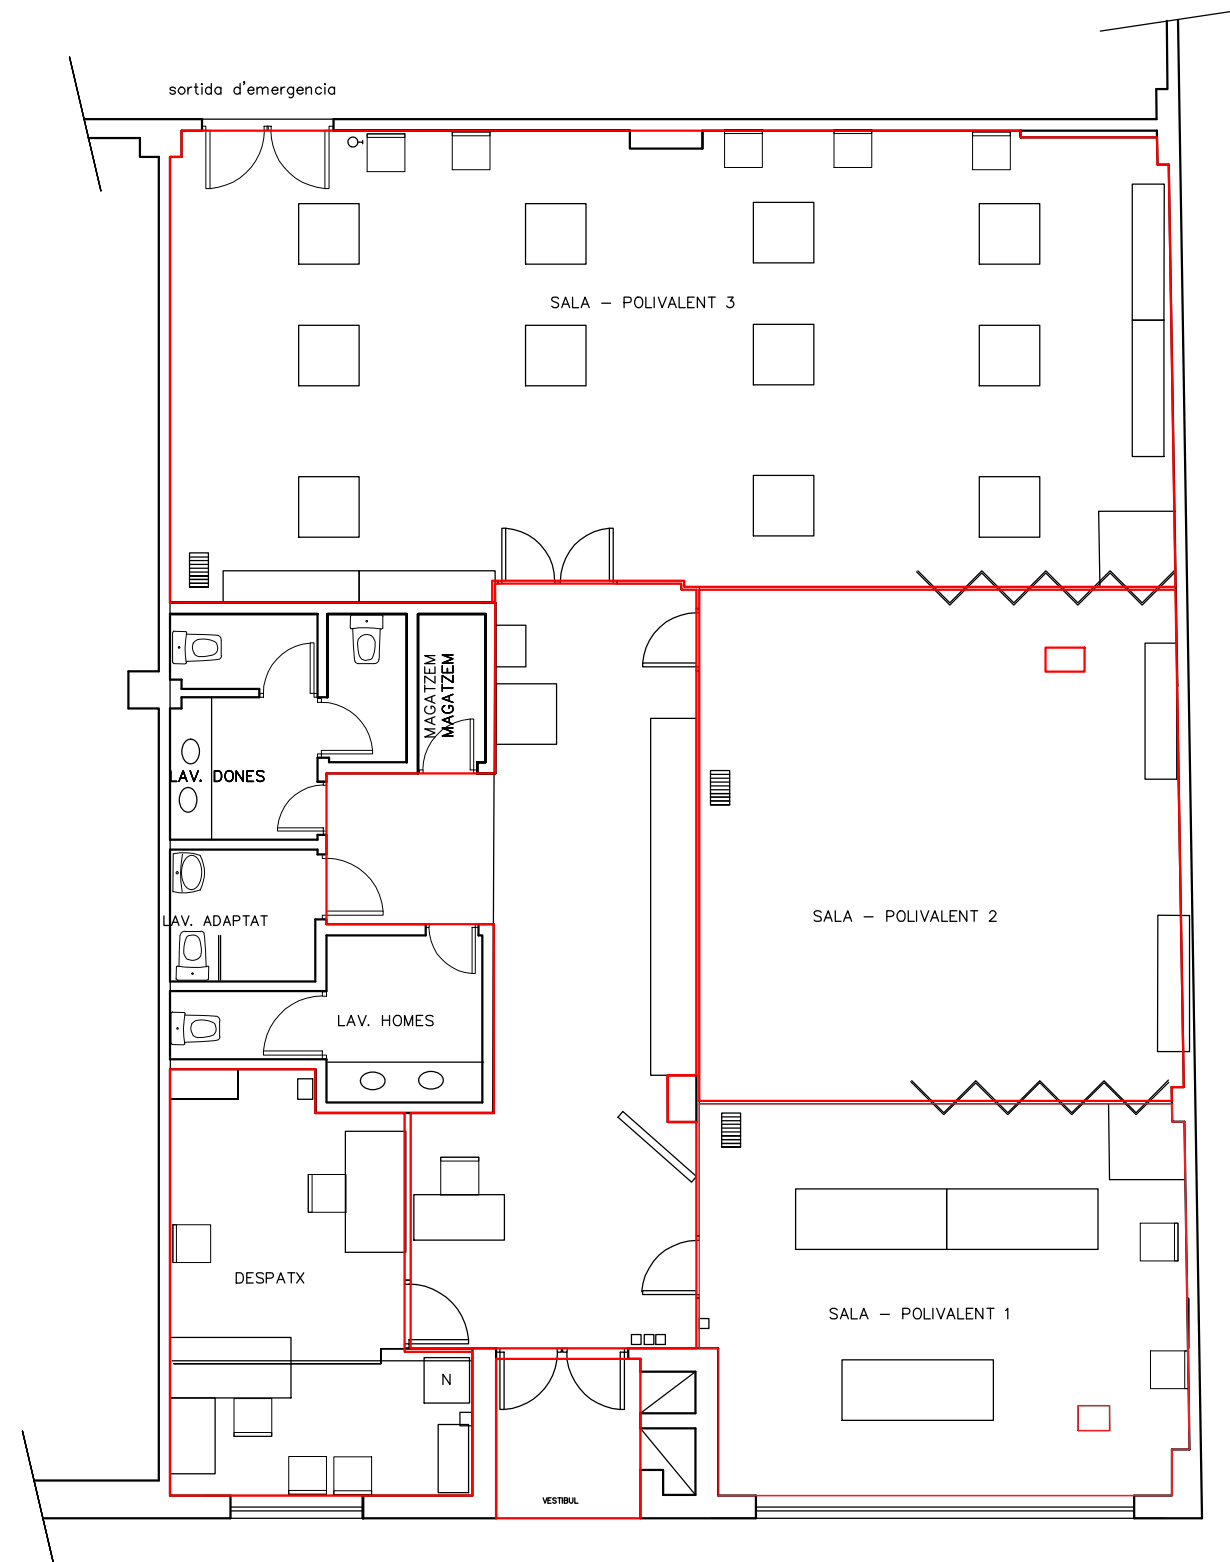 sortida d'emergencia
SALA – POLIVALENT 3
MAGATZEM
MAGATZEM
LAV. DONES
LAV. ADAPTAT
SALA – POLIVALENT 2
LAV. HOMES
DESPATX
SALA – POLIVALENT 1
N
VESTIBUL